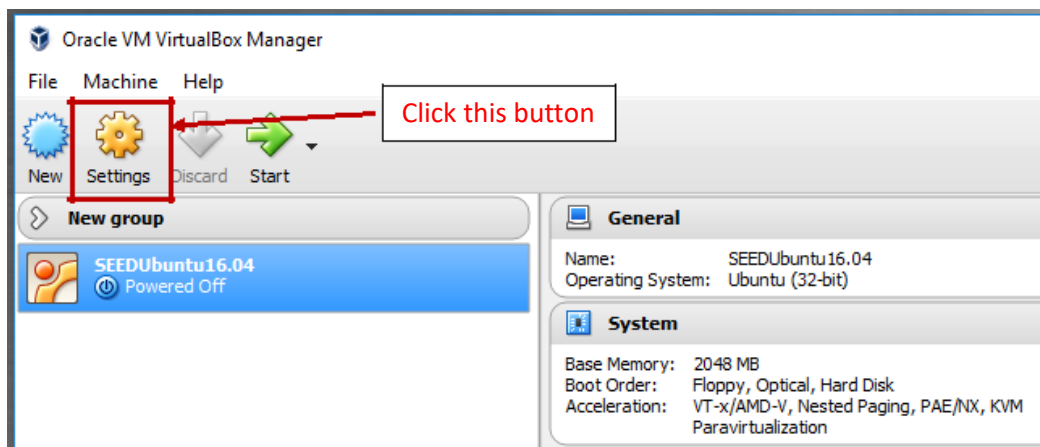 Oracle VM VirtualBox Manager
File Machine Help
Click this button
New Settings Discard Start
New group
SEEDUbuntu16.04
Powered Off
General
Name: SEEDUbuntu16.04
Operating System: Ubuntu (32-bit)
System
Base Memory: 2048 MB
Boot Order: Floppy, Optical, Hard Disk
Acceleration: VT-x/AMD-V, Nested Paging, PAE/NX, KVM
Paravirtualization